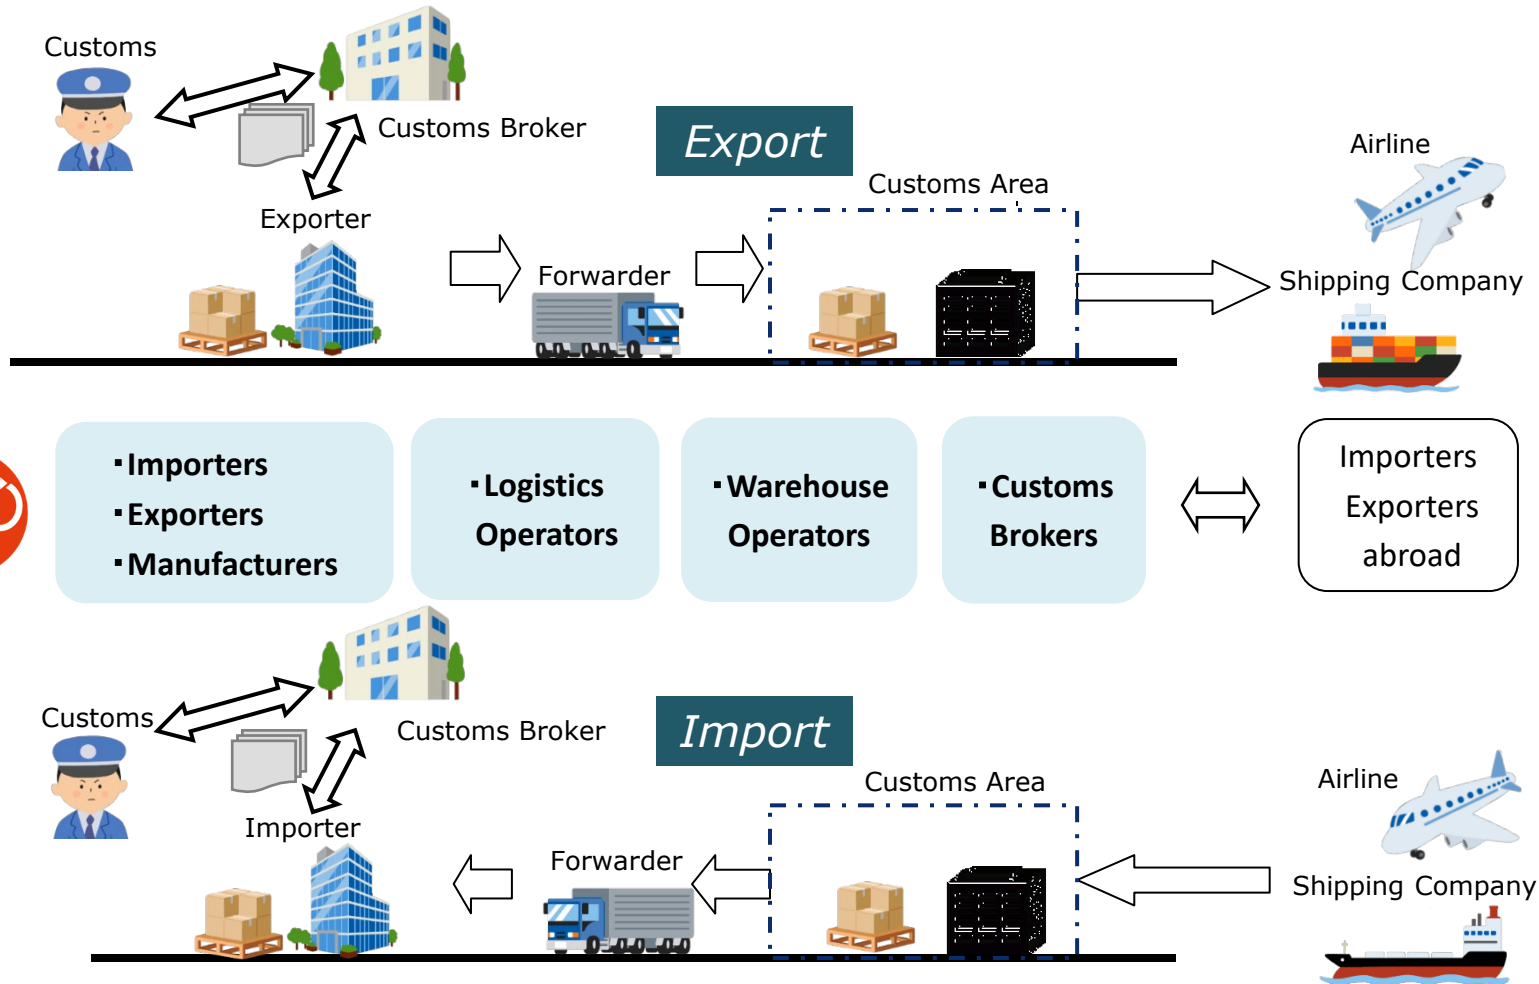 Customs
Customs Broker
Export
Airline
Customs Area
Exporter
Forwarder
Shipping Company
▪Importers
▪Exporters
▪Manufacturers
▪Logistics
Operators
▪Warehouse
Operators
▪Customs
Brokers
Importers
Exporters
abroad
Customs
Customs Broker
Import
Customs Area
Airline
Importer
Forwarder
Shipping Company